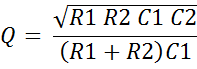 Q = √(R1 R2 C1 C2) / ((R1 + R2)C1)